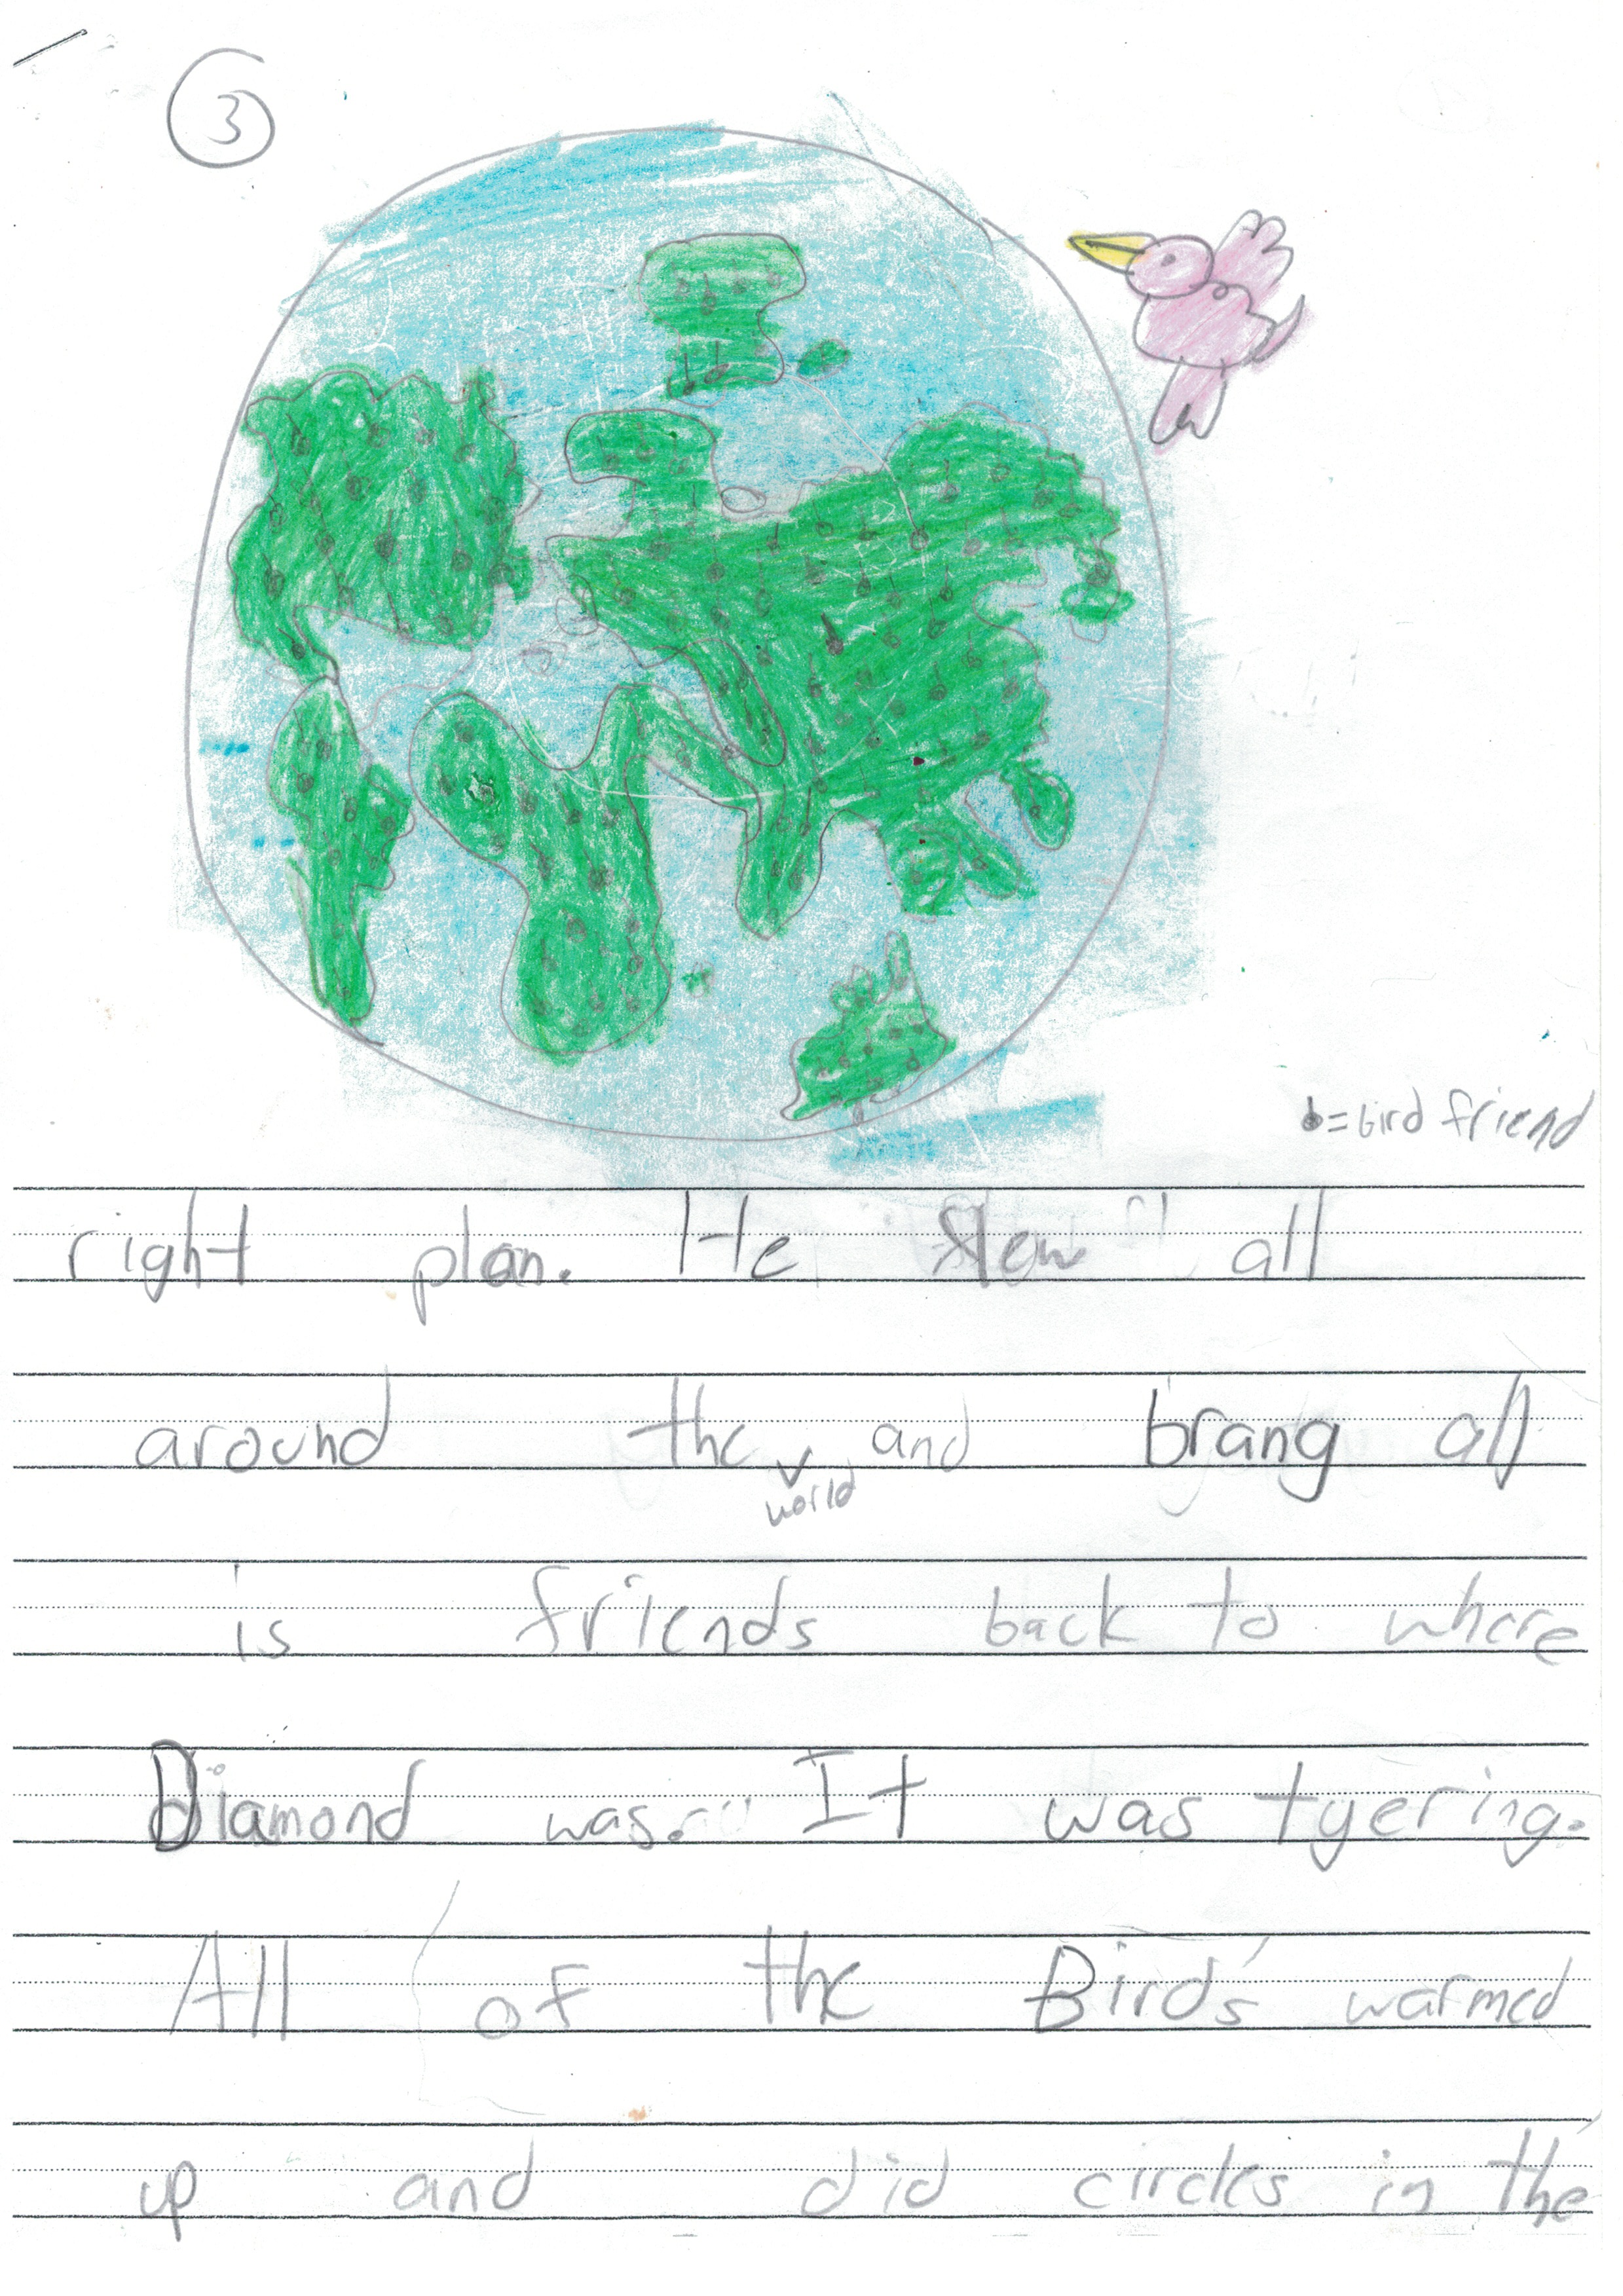 3
b=bird friend
right plan. He flew all
around the world and brang all
is friends back to where
Diamond was. It was tyering.
All of the Bird's warmed
up and did circles in the